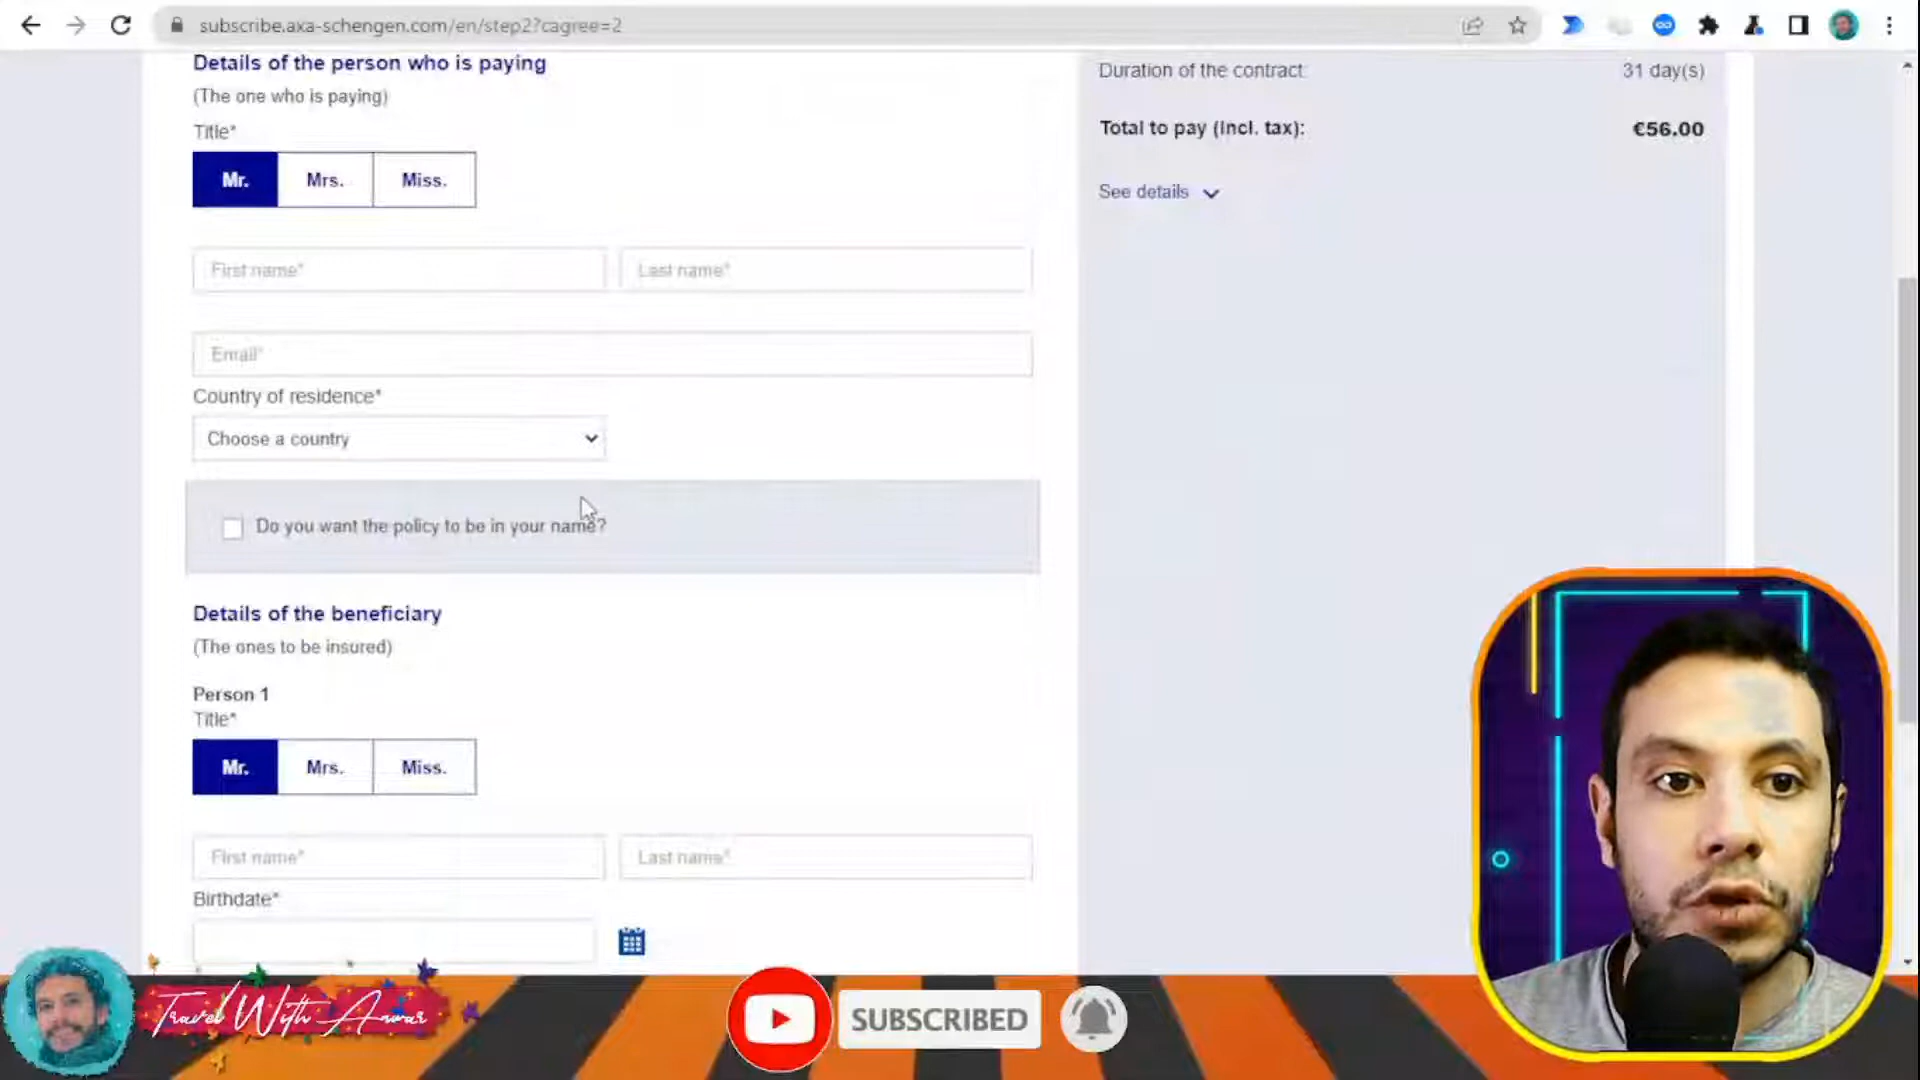 subscribe.axa-schengen.com/en/step2?cagree=2
Details of the person who is paying
(The one who is paying)
Title*
Mr.
Mrs.
Miss.
First name*
Last name*
Email*
Country of residence*
Choose a country
Do you want the policy to be in your name?
Details of the beneficiary
(The ones to be insured)
Person 1
Title*
Mr.
Mrs.
Miss.
First name*
Last name*
Birthdate*
Duration of the contract
31 day(s)
Total to pay (incl. tax):
€56.00
See details
Travel With Anwar
SUBSCRIBED